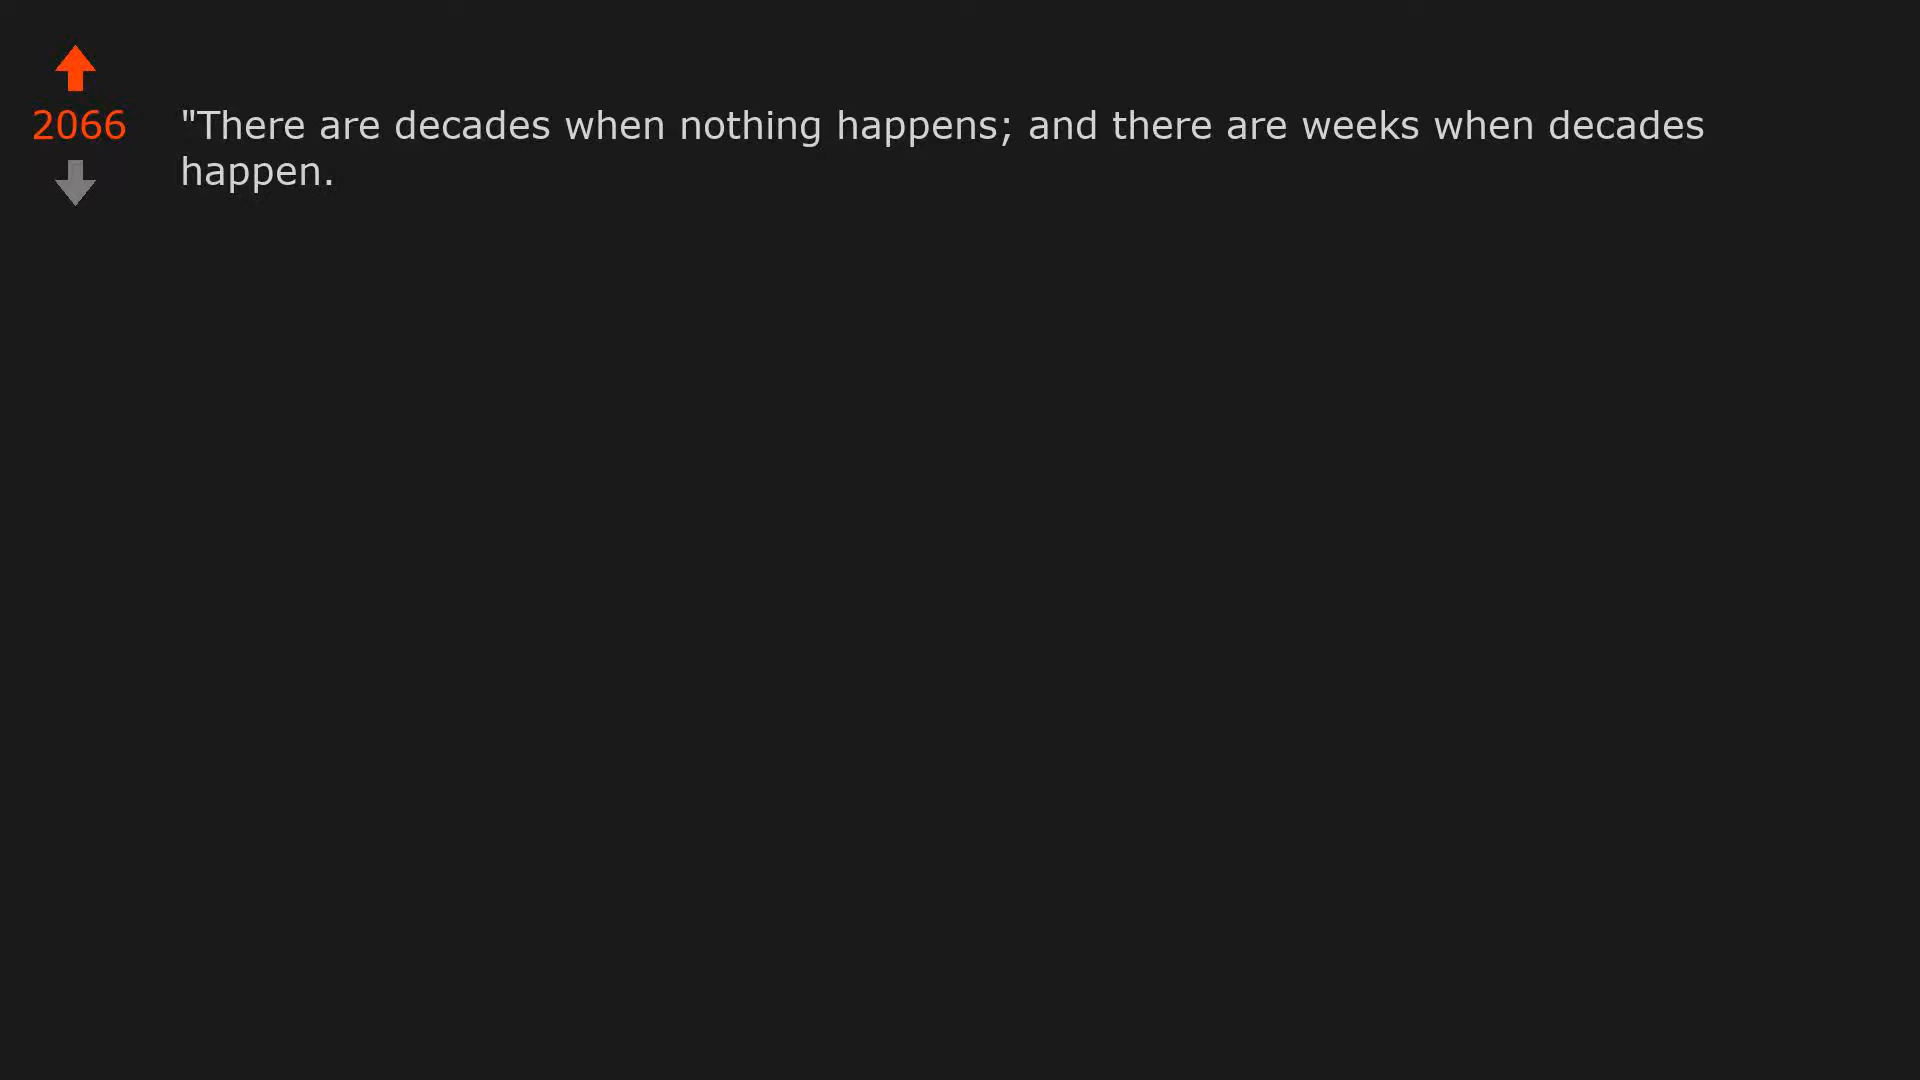 2066
"There are decades when nothing happens; and there are weeks when decades
happen.